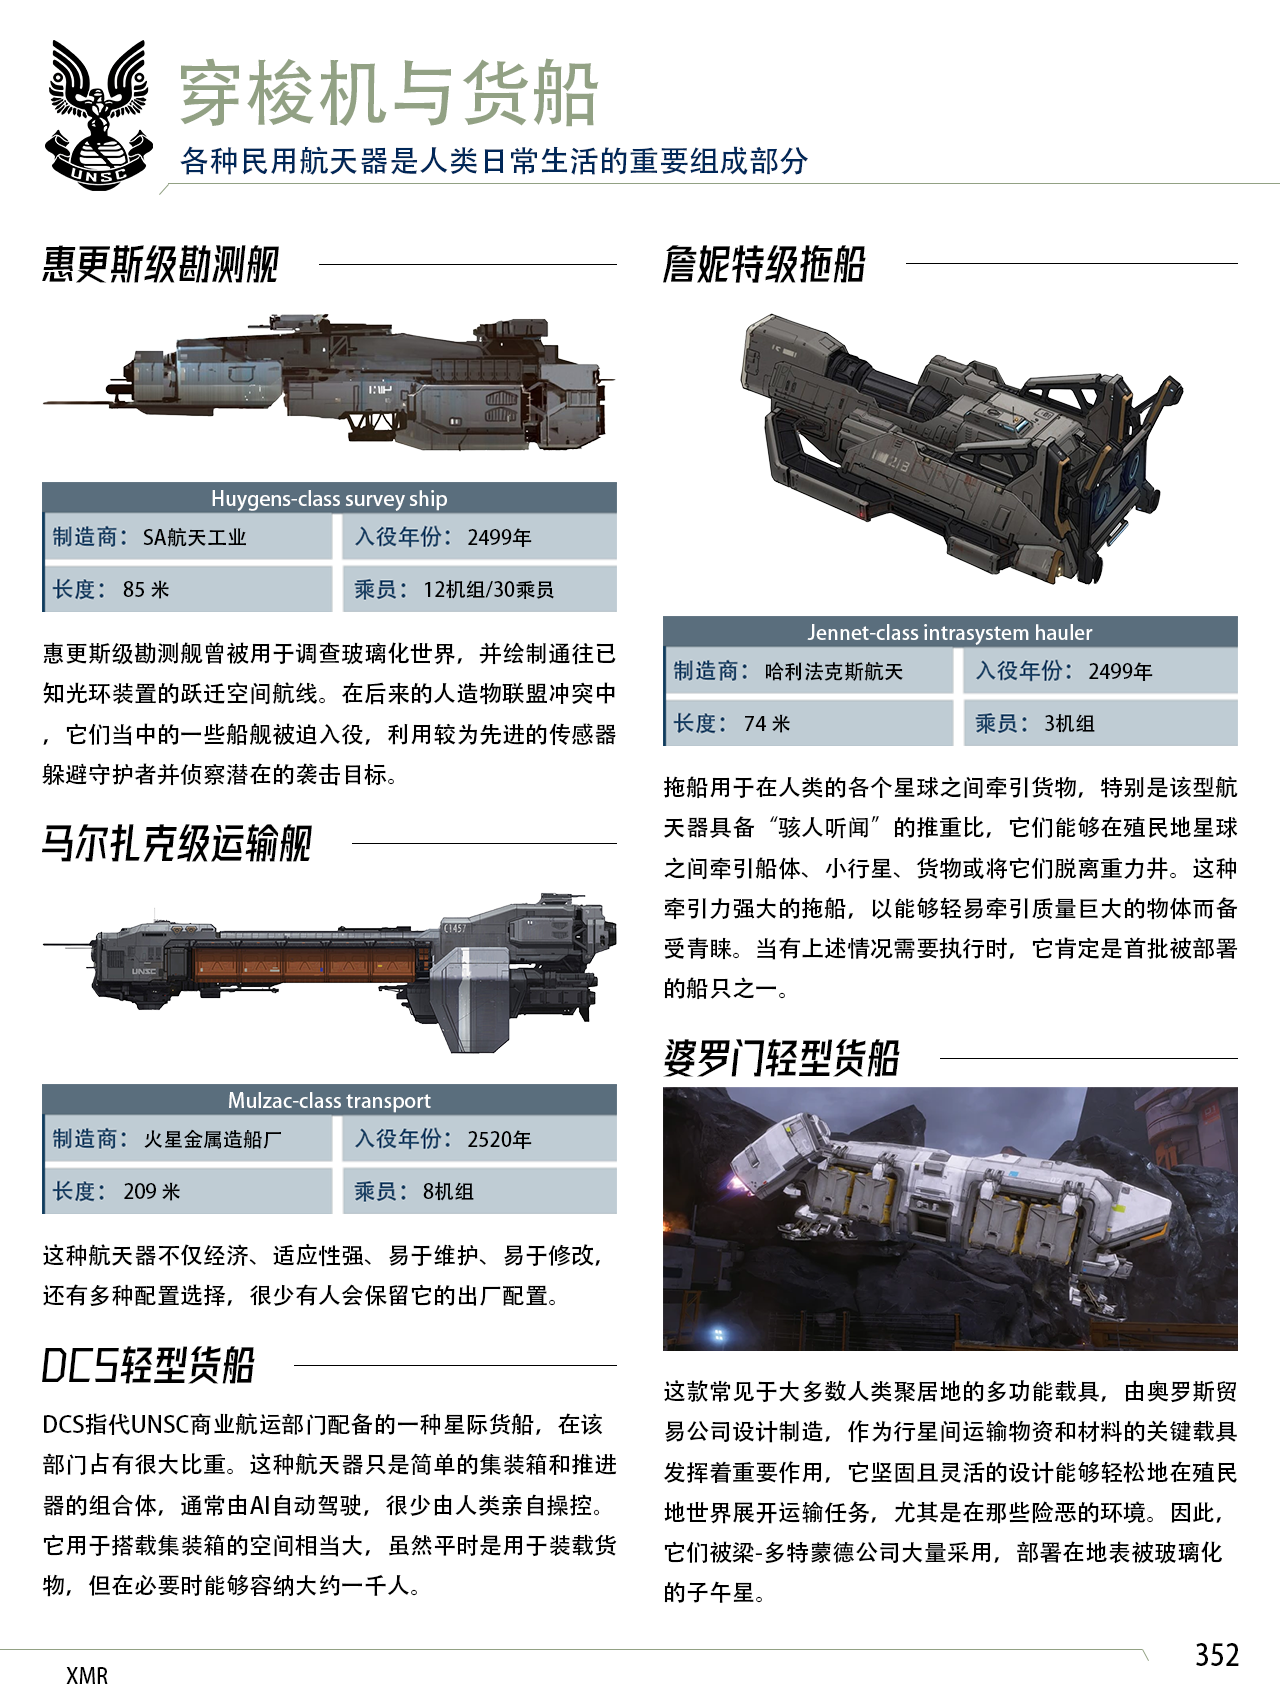 穿梭机与货船
各种民用航天器是人类日常生活的重要组成部分
UNSC
惠更斯级勘测舰
Huygens-class survey ship
制造商： SA航天工业
入役年份： 2499年
长度： 85 米
乘员： 12机组/30乘员
惠更斯级勘测舰曾被用于调查玻璃化世界，并绘制通往已
知光环装置的跃迁空间航线。在后来的人造物联盟冲突中
，它们当中的一些船舰被迫入役，利用较为先进的传感器
躲避守护者并侦察潜在的袭击目标。
马尔扎克级运输舰
C1457
UNSC
Mulzac-class transport
制造商： 火星金属造船厂
入役年份： 2520年
长度： 209 米
乘员： 8机组
这种航天器不仅经济、适应性强、易于维护、易于修改，
还有多种配置选择，很少有人会保留它的出厂配置。
DCS轻型货船
DCS指代UNSC商业航运部门配备的一种星际货船，在该
部门占有很大比重。这种航天器只是简单的集装箱和推进
器的组合体，通常由AI自动驾驶，很少由人类亲自操控。
它用于搭载集装箱的空间相当大，虽然平时是用于装载货
物，但在必要时能够容纳大约一千人。
詹妮特级拖船
21B
Jennet-class intrasystem hauler
制造商： 哈利法克斯航天
入役年份： 2499年
长度： 74 米
乘员： 3机组
拖船用于在人类的各个星球之间牵引货物，特别是该型航
天器具备“骇人听闻”的推重比，它们能够在殖民地星球
之间牵引船体、小行星、货物或将它们脱离重力井。这种
牵引力强大的拖船，以能够轻易牵引质量巨大的物体而备
受青睐。当有上述情况需要执行时，它肯定是首批被部署
的船只之一。
婆罗门轻型货船
这款常见于大多数人类聚居地的多功能载具，由奥罗斯贸
易公司设计制造，作为行星间运输物资和材料的关键载具
发挥着重要作用，它坚固且灵活的设计能够轻松地在殖民
地世界展开运输任务，尤其是在那些险恶的环境。因此，
它们被梁-多特蒙德公司大量采用，部署在地表被玻璃化
的子午星。
XMR
352